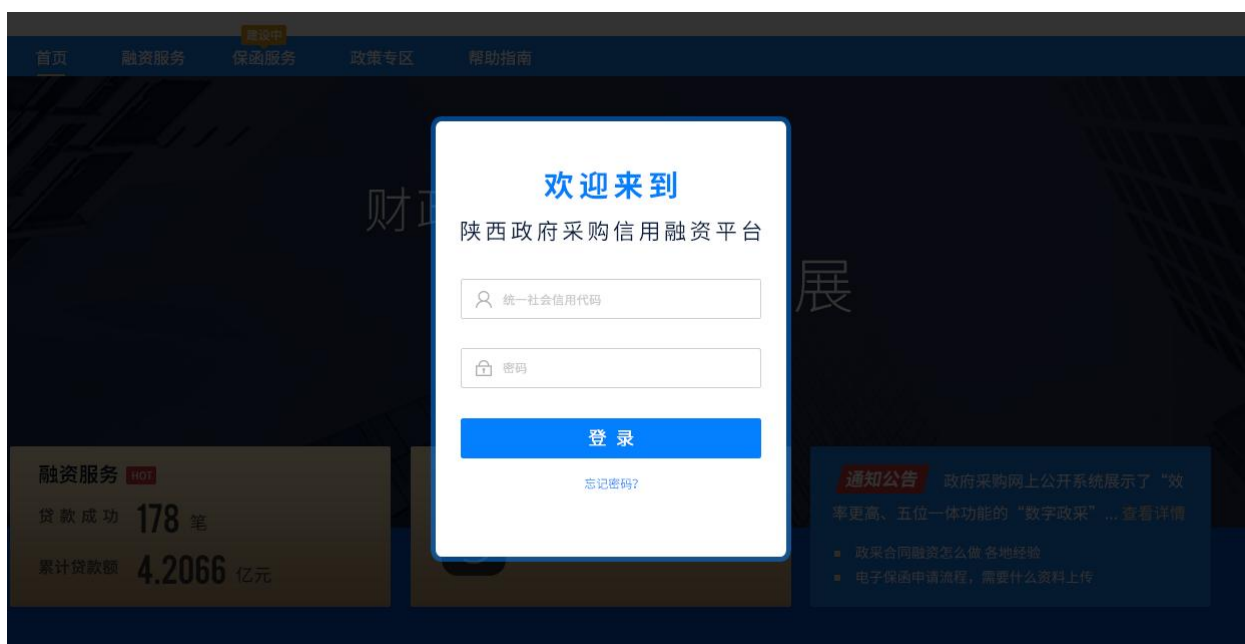 建设中
首页 融资服务 保函服务 政策专区 帮助指南
财政
展
欢迎来到
陕西政府采购信用融资平台
统一社会信用代码
密码
登录
忘记密码?
融资服务 HOT
贷款成功 178 笔
累计贷款额 4.2066 亿元
通知公告 政府采购网上公开系统展示了“效
率更高、五位一体功能的“数字政采”...查看详情
政采合同融资怎么做 各地经验
电子保函申请流程，需要什么资料上传